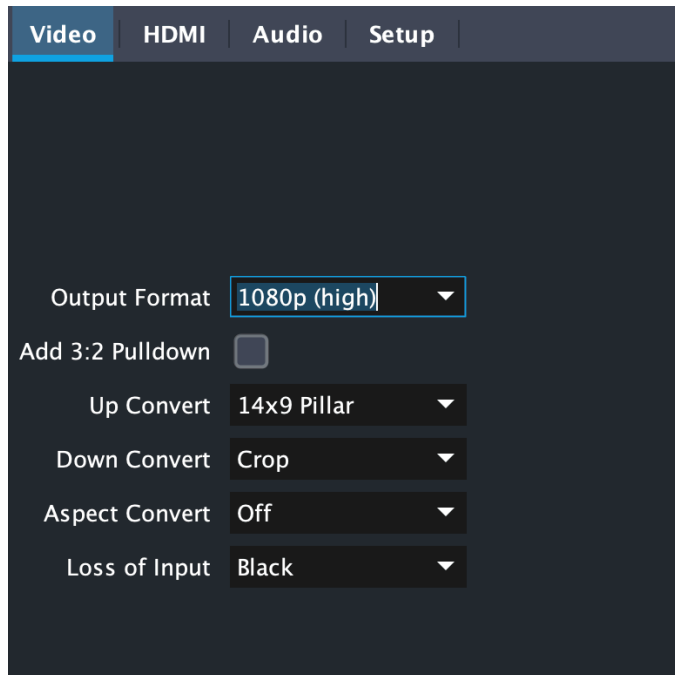 Video HDMI Audio Setup
Output Format 1080p (high)
Add 3:2 Pulldown
Up Convert 14x9 Pillar
Down Convert Crop
Aspect Convert Off
Loss of Input Black